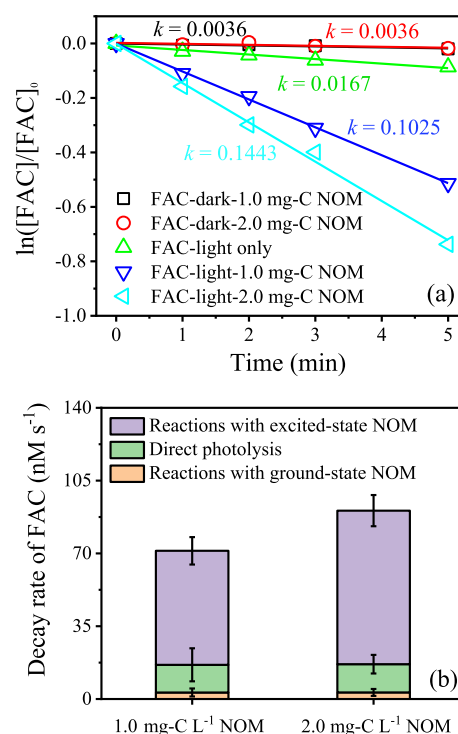 k = 0.0036
k = 0.0036
k = 0.0167
k = 0.1025
k = 0.1443
ln([FAC]/[FAC]₀
0.0
-0.2
-0.4
-0.6
-0.8
-1.0
FAC-dark-1.0 mg-C NOM
FAC-dark-2.0 mg-C NOM
FAC-light only
FAC-light-1.0 mg-C NOM
FAC-light-2.0 mg-C NOM
(a)
0 1 2 3 4 5
Time (min)
Decay rate of FAC (nM s⁻¹)
140
105
70
35
0
Reactions with excited-state NOM
Direct photolysis
Reactions with ground-state NOM
(b)
1.0 mg-C L⁻¹ NOM 2.0 mg-C L⁻¹ NOM